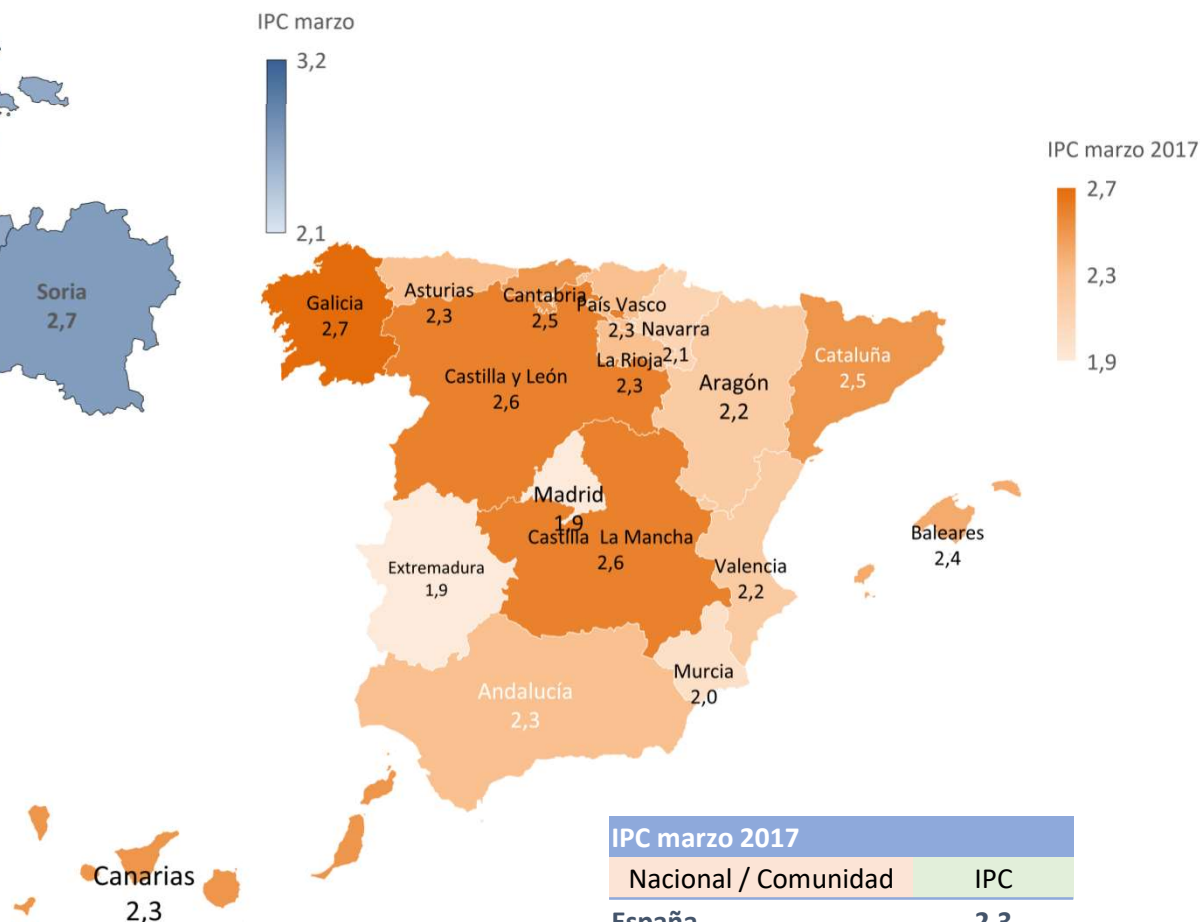 IPC marzo
3,2
2,1
Soria
2,7
IPC marzo 2017
2,7
2,3
1,9
Galicia
2,7
Asturias
2,3
Cantabria
2,5
País Vasco
2,3
Navarra
2,1
La Rioja
2,3
Castilla y León
2,6
Aragón
2,2
Cataluña
2,5
Madrid
1,9
Castilla La Mancha
2,6
Extremadura
1,9
Valencia
2,2
Baleares
2,4
Murcia
2,0
Andalucía
2,3
Canarias
2,3
IPC marzo 2017
Nacional / Comunidad IPC
España 2,3